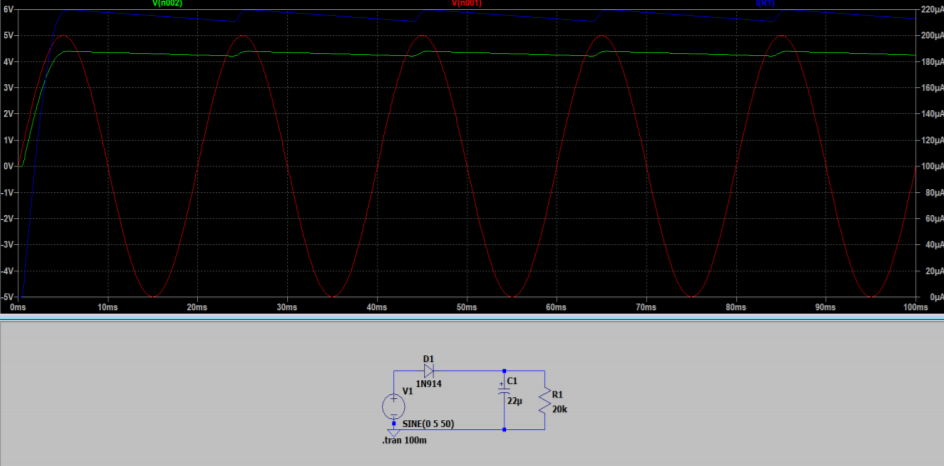 V(n002) V(n001) I(R1)
6V 220µA
5V 200µA
4V 180µA
3V 160µA
2V 140µA
1V 120µA
0V 100µA
-1V 80µA
-2V 60µA
-3V 40µA
-4V 20µA
-5V 0µA
0ms 10ms 20ms 30ms 40ms 50ms 60ms 70ms 80ms 90ms 100ms
D1
1N914
V1
C1
22µ
R1
20k
SINE(0 5 50)
.tran 100m